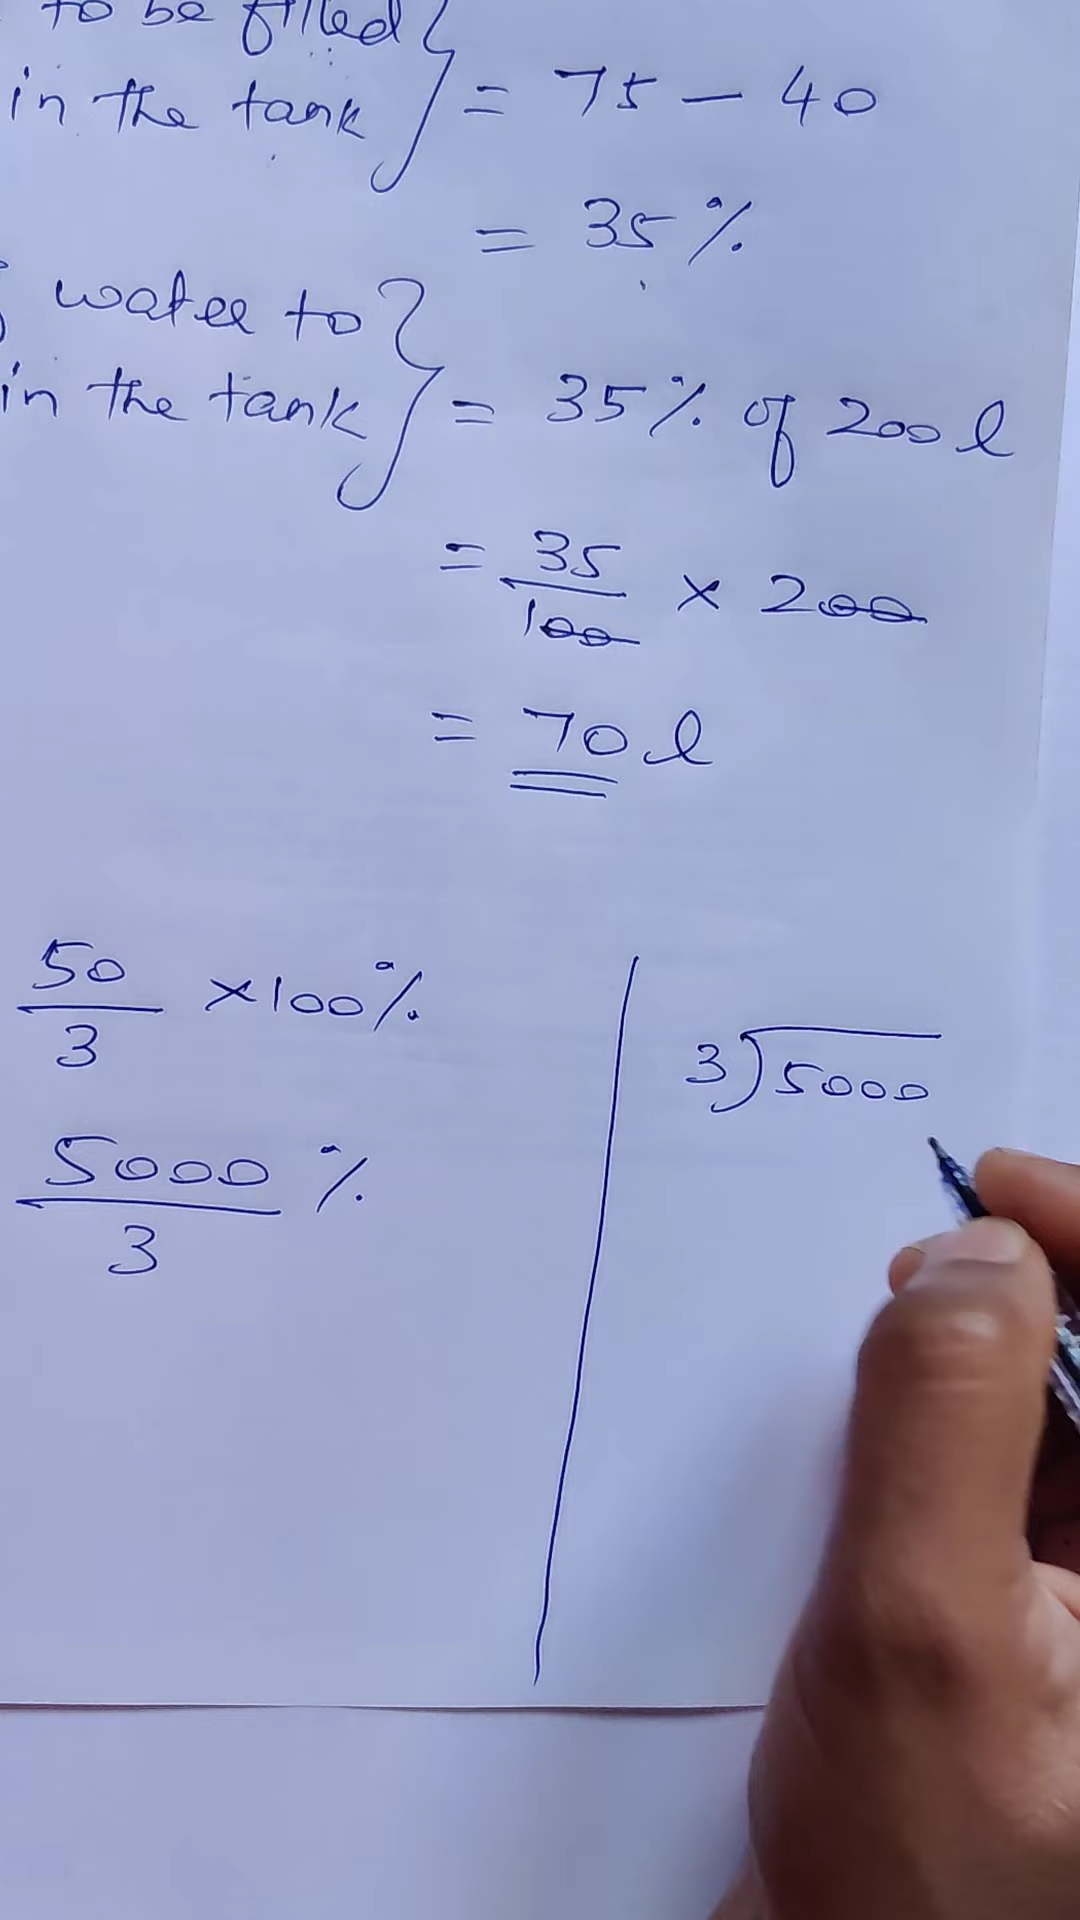 to be filled
in the tank } = 75 - 40
= 35 %
water to
in the tank } = 35% of 200 l
= 35/100 × 200
= 70 l
50/3 ×100%
3)5000
5000/3 %